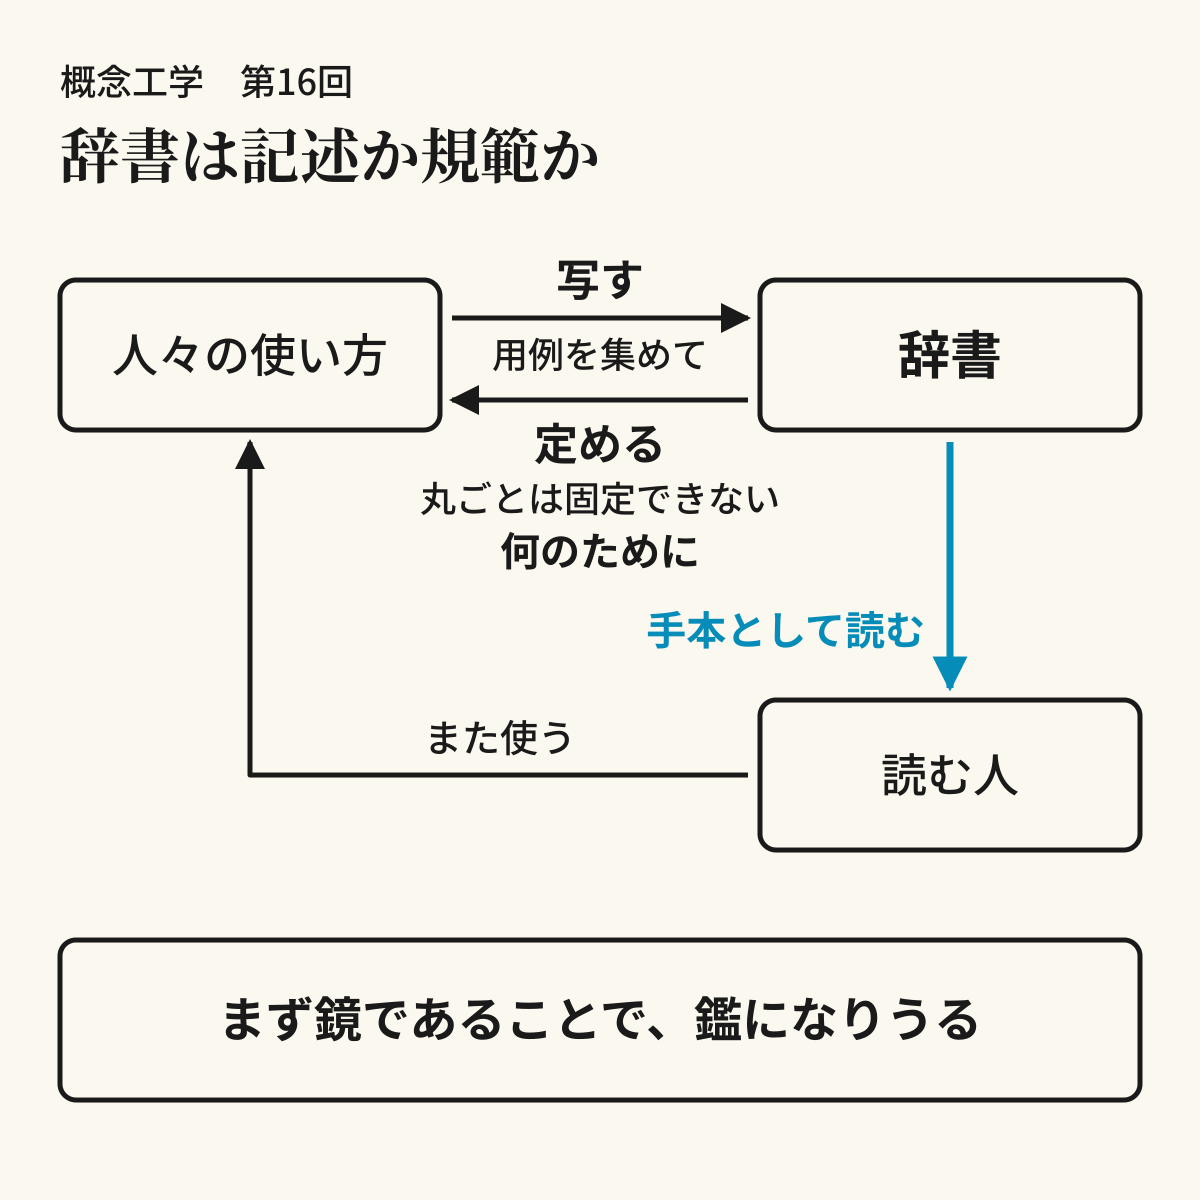 概念工学　第16回
辞書は記述か規範か
人々の使い方
写す
用例を集めて
辞書
定める
丸ごとは固定できない
何のために
手本として読む
また使う
読む人
まず鏡であることで、鑑になりうる